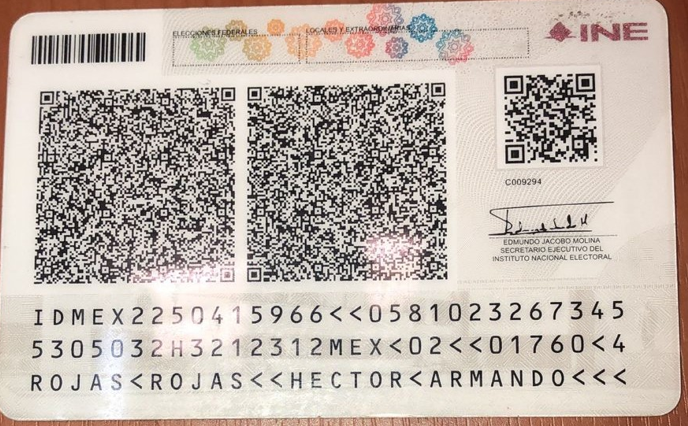 ELECCIONES FEDERALES
LOCALES Y EXTRAORDINARIAS
INE
C009294
EDMUNDO JACOBO MOLINA
SECRETARIO EJECUTIVO DEL
INSTITUTO NACIONAL ELECTORAL
IDMEX2250415966<<0581023267345
5305032H3212312MEX<02<<01760<4
ROJAS<ROJAS<<HECTOR<ARMANDO<<<